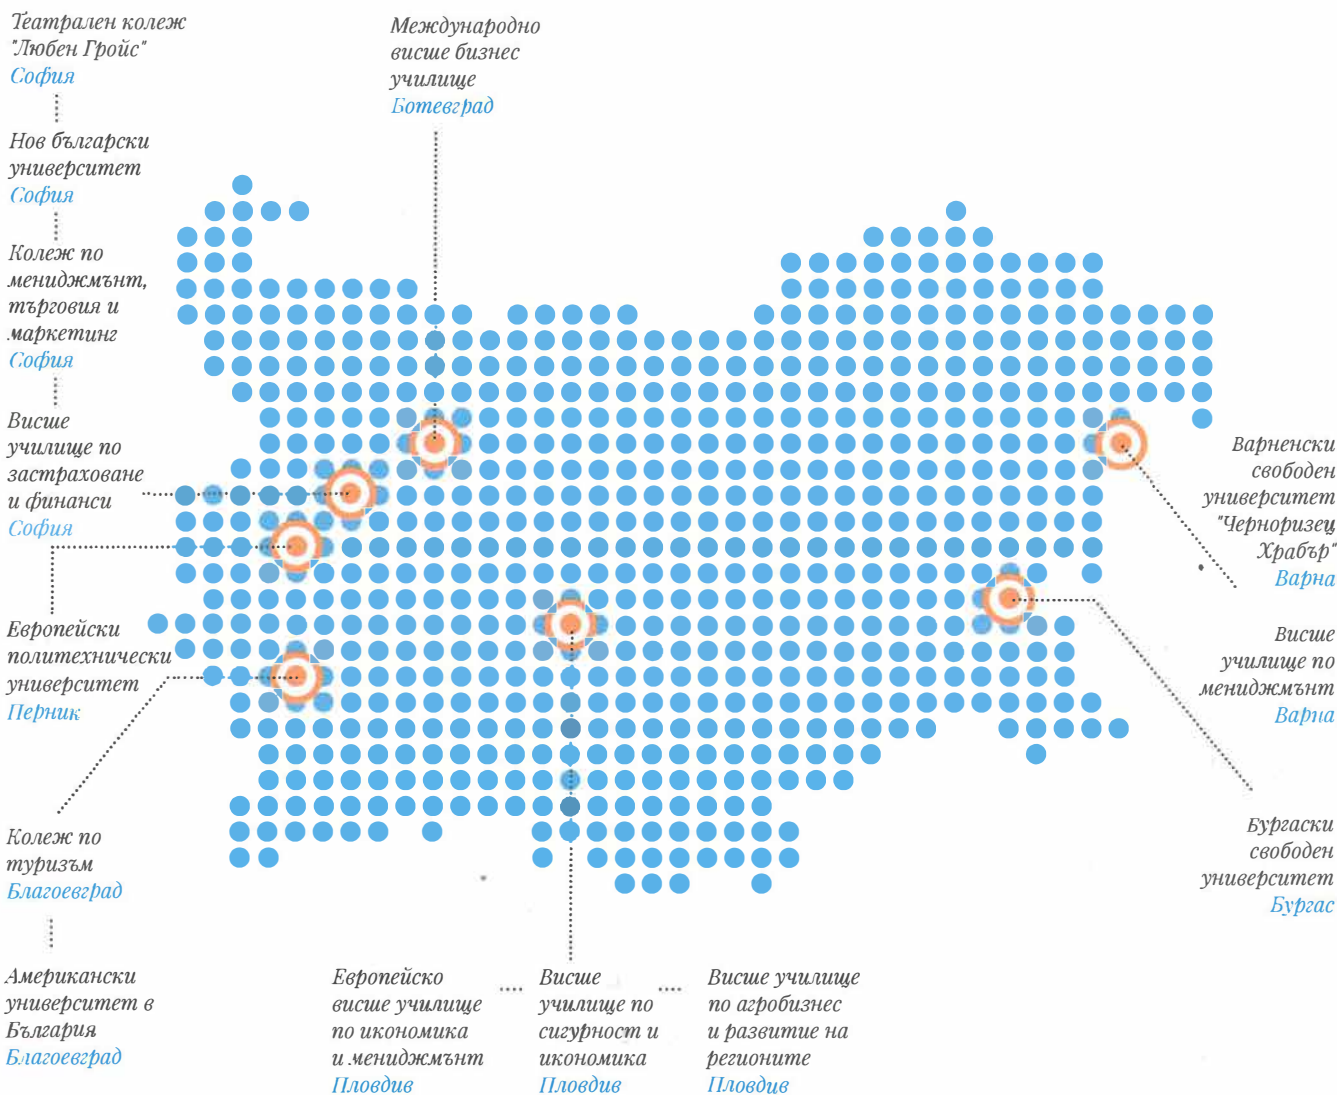 Театрален колеж
"Любен Гройс"
София
Нов български
университет
София
Колеж по
мениджмънт,
търговия и
маркетинг
София
Висше
училище по
застраховане
и финанси
София
Европейски
политехнически
университет
Перник
Колеж по
туризъм
Благоевград
Американски
университет в
България
Благоевград
Международно
висше бизнес
училище
Ботевград
Европейско
висше училище
по икономика
и мениджмънт
Пловдив
Висше
училище по
сигурност и
икономика
Пловдив
Висше училище
по агробизнес
и развитие на
регионите
Пловдив
Варненски
свободен
университет
"Черноризец
Храбър"
Варна
Висше
училище по
мениджмънт
Варна
Бургаски
свободен
университет
Бургас